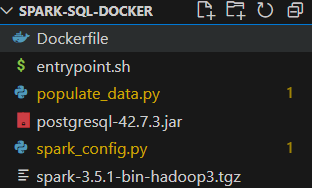 SPARK-SQL-DOCKER
Dockerfile
entrypoint.sh
populate_data.py 1
postgresql-42.7.3.jar
spark_config.py 1
spark-3.5.1-bin-hadoop3.tgz